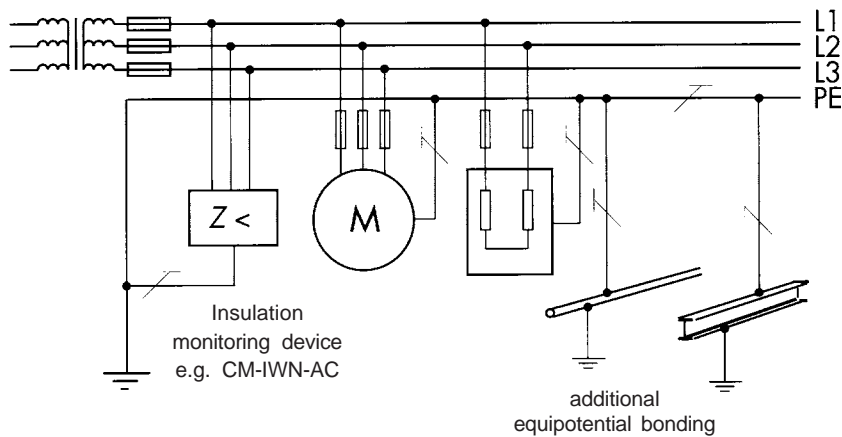 L1
L2
L3
PE
Z <
M
Insulation
monitoring device
e.g. CM-IWN-AC
additional
equipotential bonding